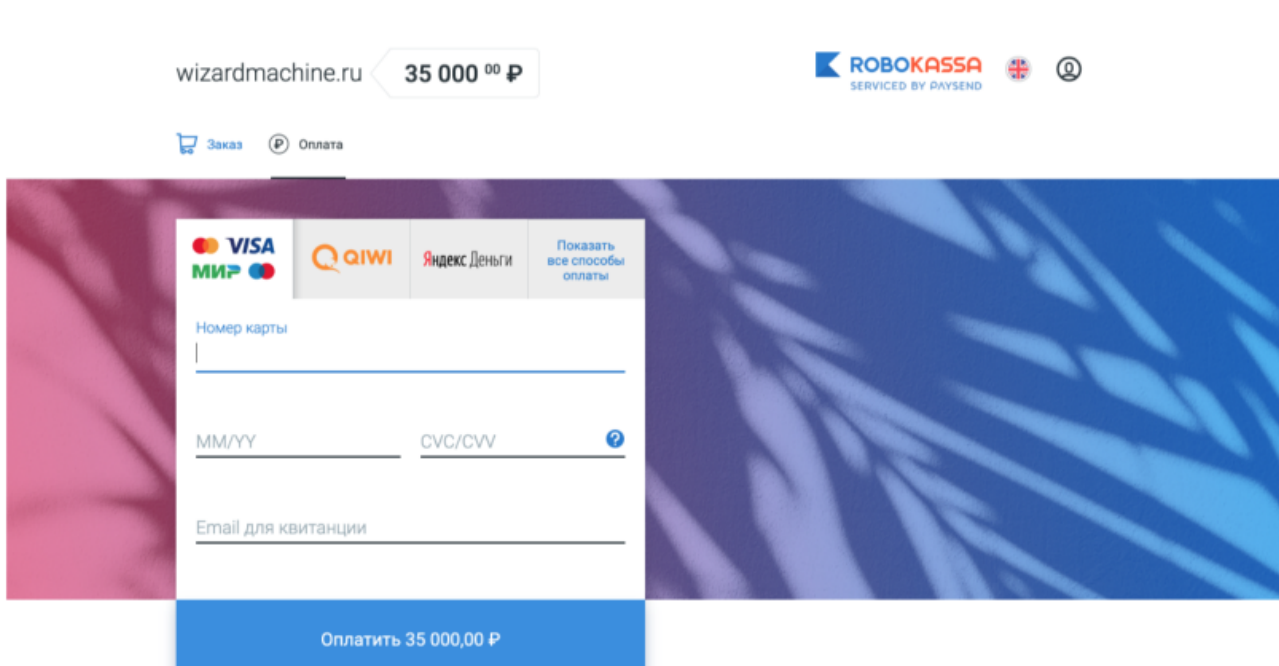 wizardmachine.ru
35 000 00 ₽
ROBOKASSA
SERVICED BY PAYSEND
Заказ
₽ Оплата
VISA
МИР
QIWI
Яндекс Деньги
Показать
все способы
оплаты
Номер карты
MM/YY
CVC/CVV
?
Email для квитанции
Оплатить 35 000,00 ₽